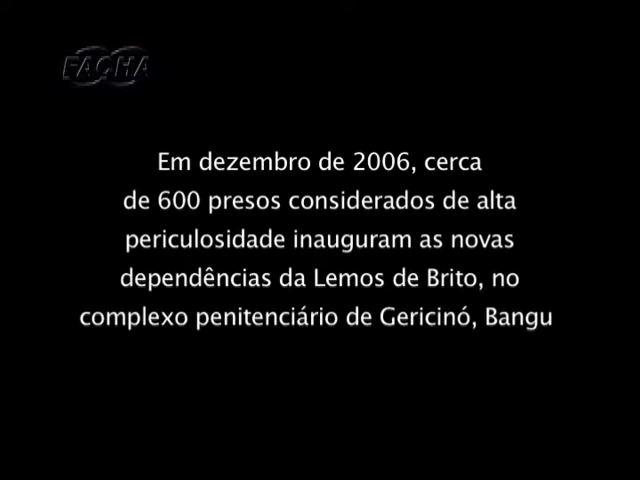 FACHA
Em dezembro de 2006, cerca
de 600 presos considerados de alta
periculosidade inauguram as novas
dependências da Lemos de Brito, no
complexo penitenciário de Gericinó, Bangu